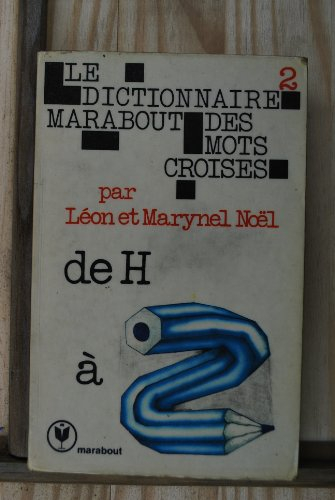 LE
2
DICTIONNAIRE
MARABOUT DES
MOTS
CROISES
par
Léon et Marynel Noël
de H
à Z
marabout